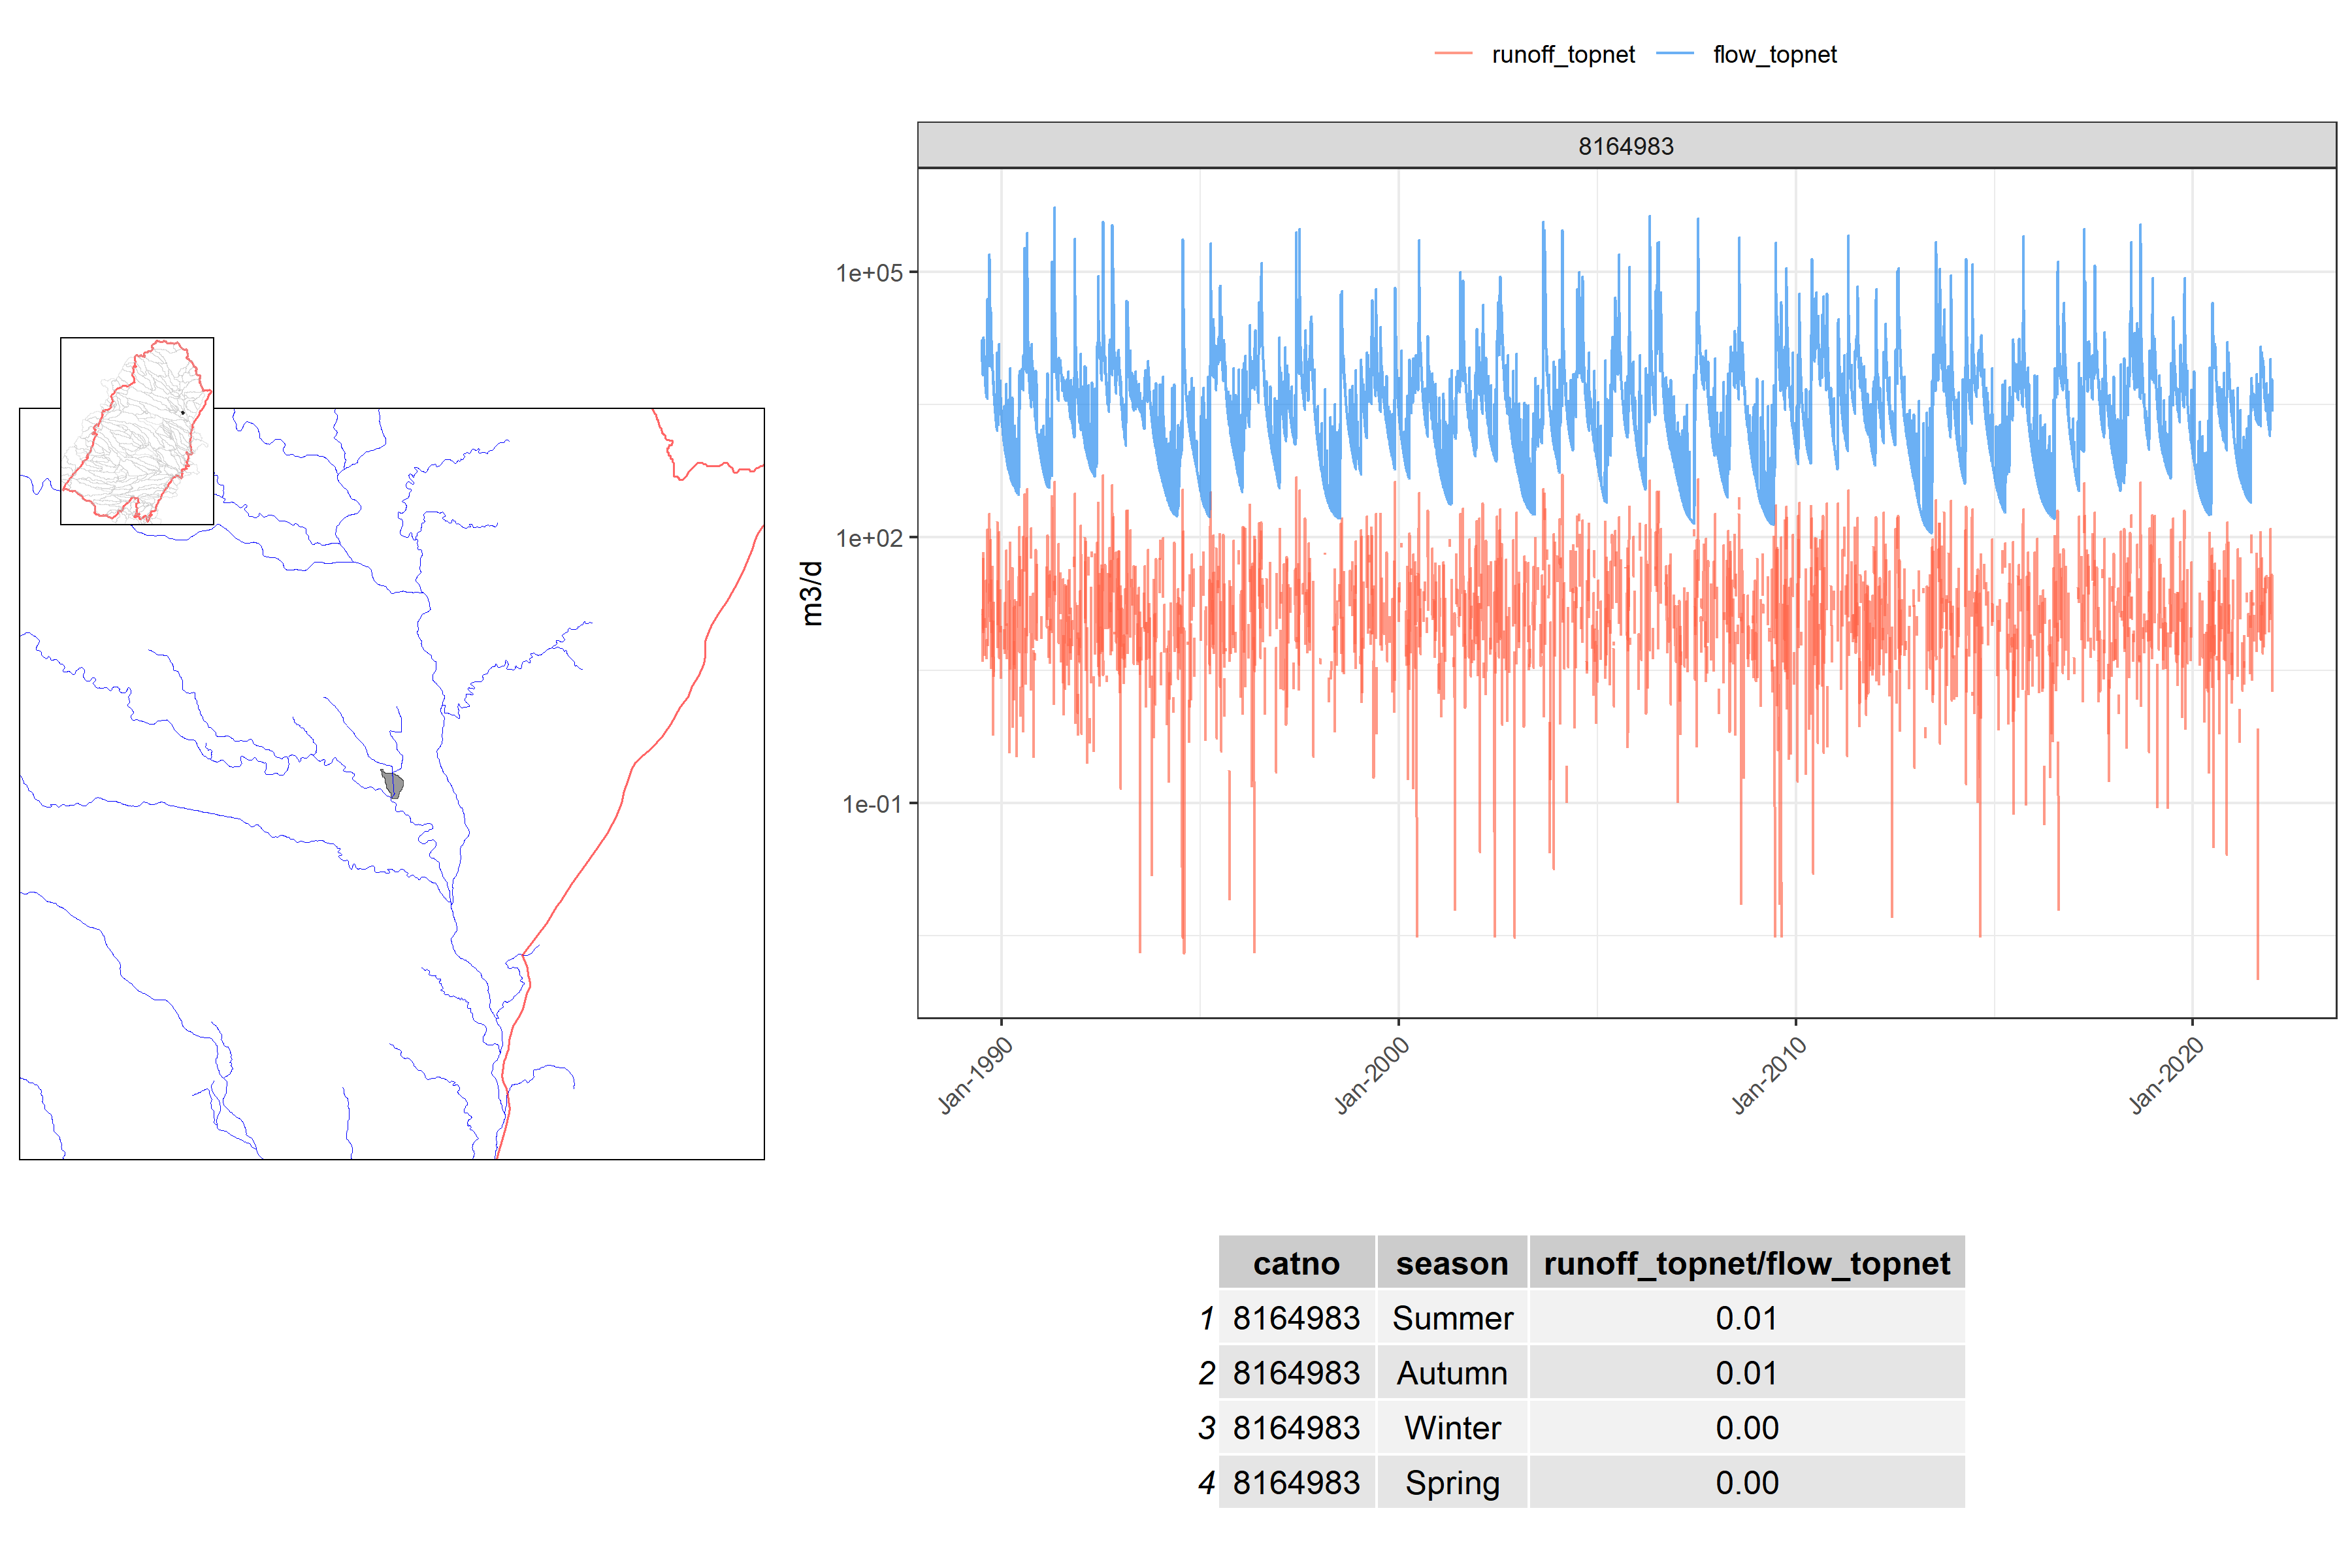 runoff_topnet flow_topnet
8164983
1e+05
1e+02
1e-01
m3/d
Jan-1990 Jan-2000 Jan-2010 Jan-2020
catno season runoff_topnet/flow_topnet
1 8164983 Summer 0.01
2 8164983 Autumn 0.01
3 8164983 Winter 0.00
4 8164983 Spring 0.00